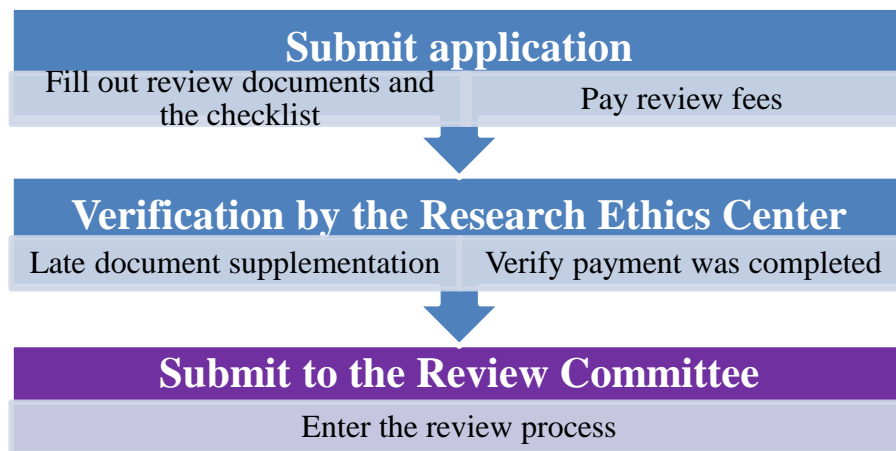 Submit application
Fill out review documents and
the checklist
Pay review fees
Verification by the Research Ethics Center
Late document supplementation
Verify payment was completed
Submit to the Review Committee
Enter the review process